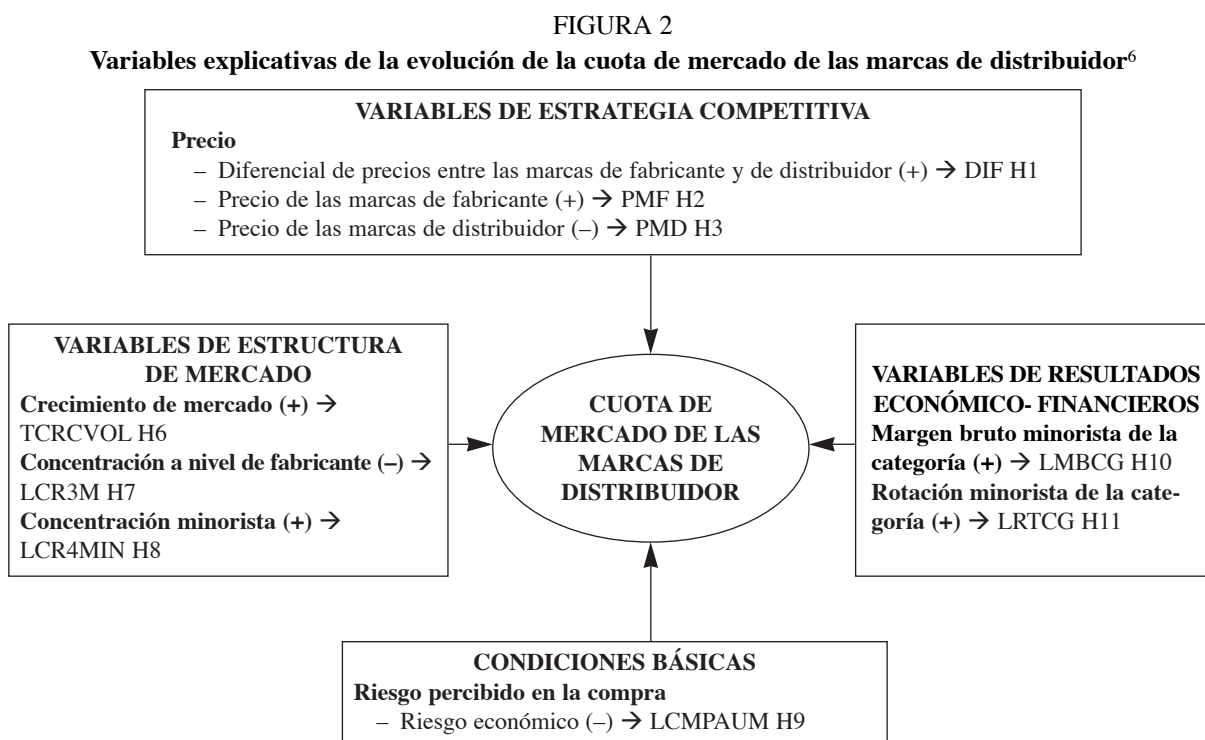 FIGURA 2
Variables explicativas de la evolución de la cuota de mercado de las marcas de distribuidor⁶
VARIABLES DE ESTRATEGIA COMPETITIVA
Precio
– Diferencial de precios entre las marcas de fabricante y de distribuidor (+) → DIF H1
– Precio de las marcas de fabricante (+) → PMF H2
– Precio de las marcas de distribuidor (–) → PMD H3
VARIABLES DE ESTRUCTURA
DE MERCADO
Crecimiento de mercado (+) →
TCRCVOL H6
Concentración a nivel de fabricante (–) →
LCR3M H7
Concentración minorista (+) →
LCR4MIN H8
CUOTA DE
MERCADO DE LAS
MARCAS DE
DISTRIBUIDOR
VARIABLES DE RESULTADOS
ECONÓMICO- FINANCIEROS
Margen bruto minorista de la
categoría (+) → LMBCG H10
Rotación minorista de la cate-
goría (+) → LRTCG H11
CONDICIONES BÁSICAS
Riesgo percibido en la compra
– Riesgo económico (–) → LCMPAUM H9